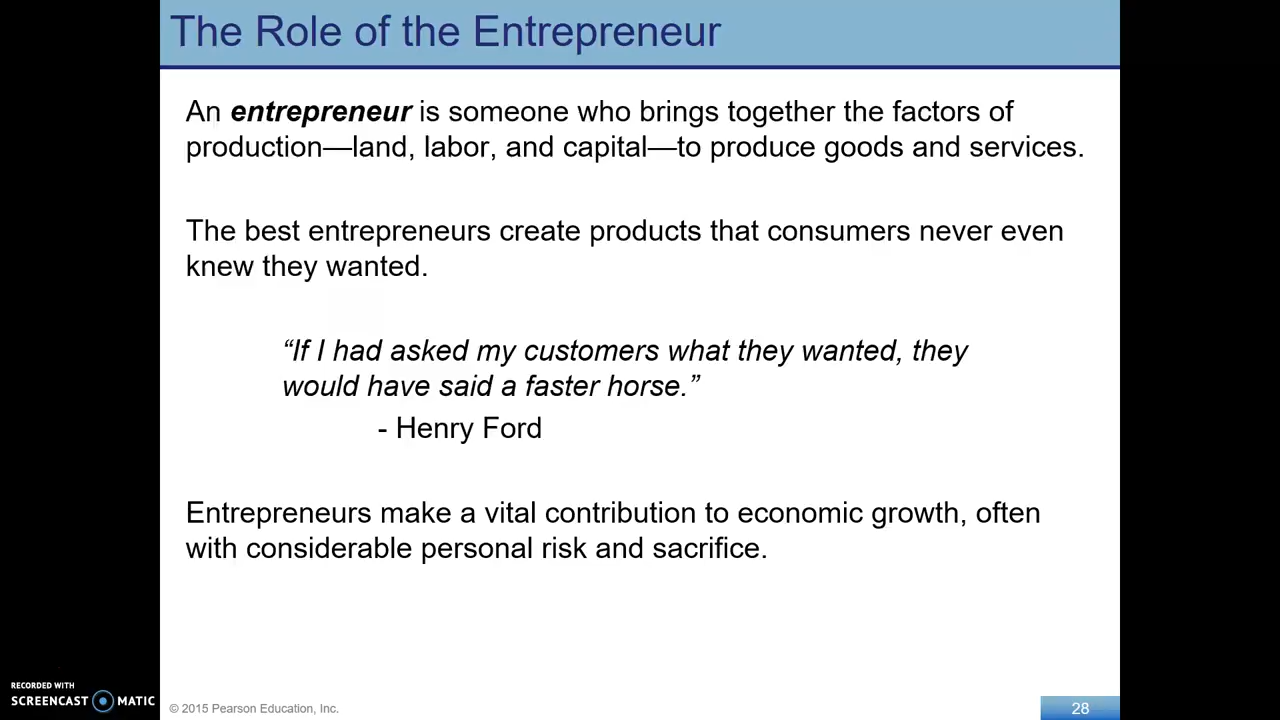 The Role of the Entrepreneur
An entrepreneur is someone who brings together the factors of
production—land, labor, and capital—to produce goods and services.
The best entrepreneurs create products that consumers never even
knew they wanted.
“If I had asked my customers what they wanted, they
would have said a faster horse.”
- Henry Ford
Entrepreneurs make a vital contribution to economic growth, often
with considerable personal risk and sacrifice.
RECORDED WITH
SCREENCAST MATIC
© 2015 Pearson Education, Inc.
28